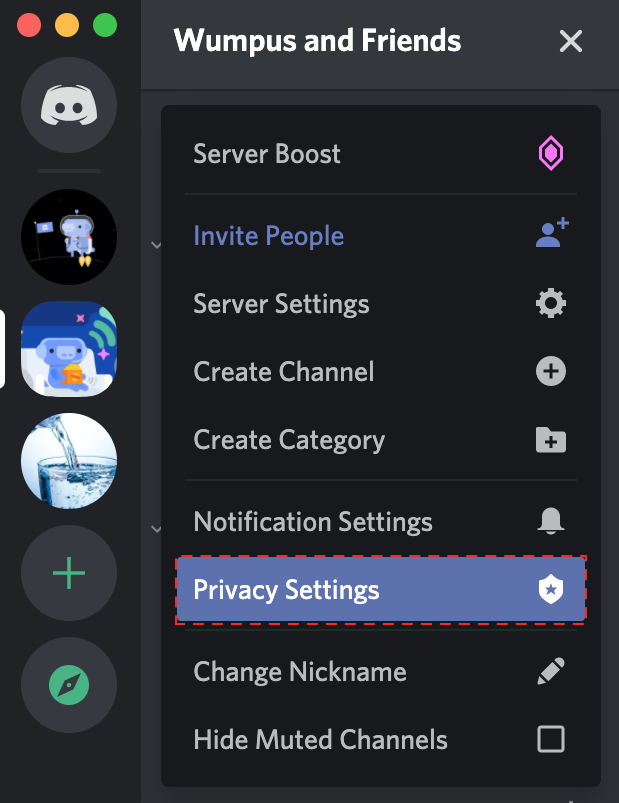 Wumpus and Friends
Server Boost
Invite People
Server Settings
Create Channel
Create Category
Notification Settings
Privacy Settings
Change Nickname
Hide Muted Channels